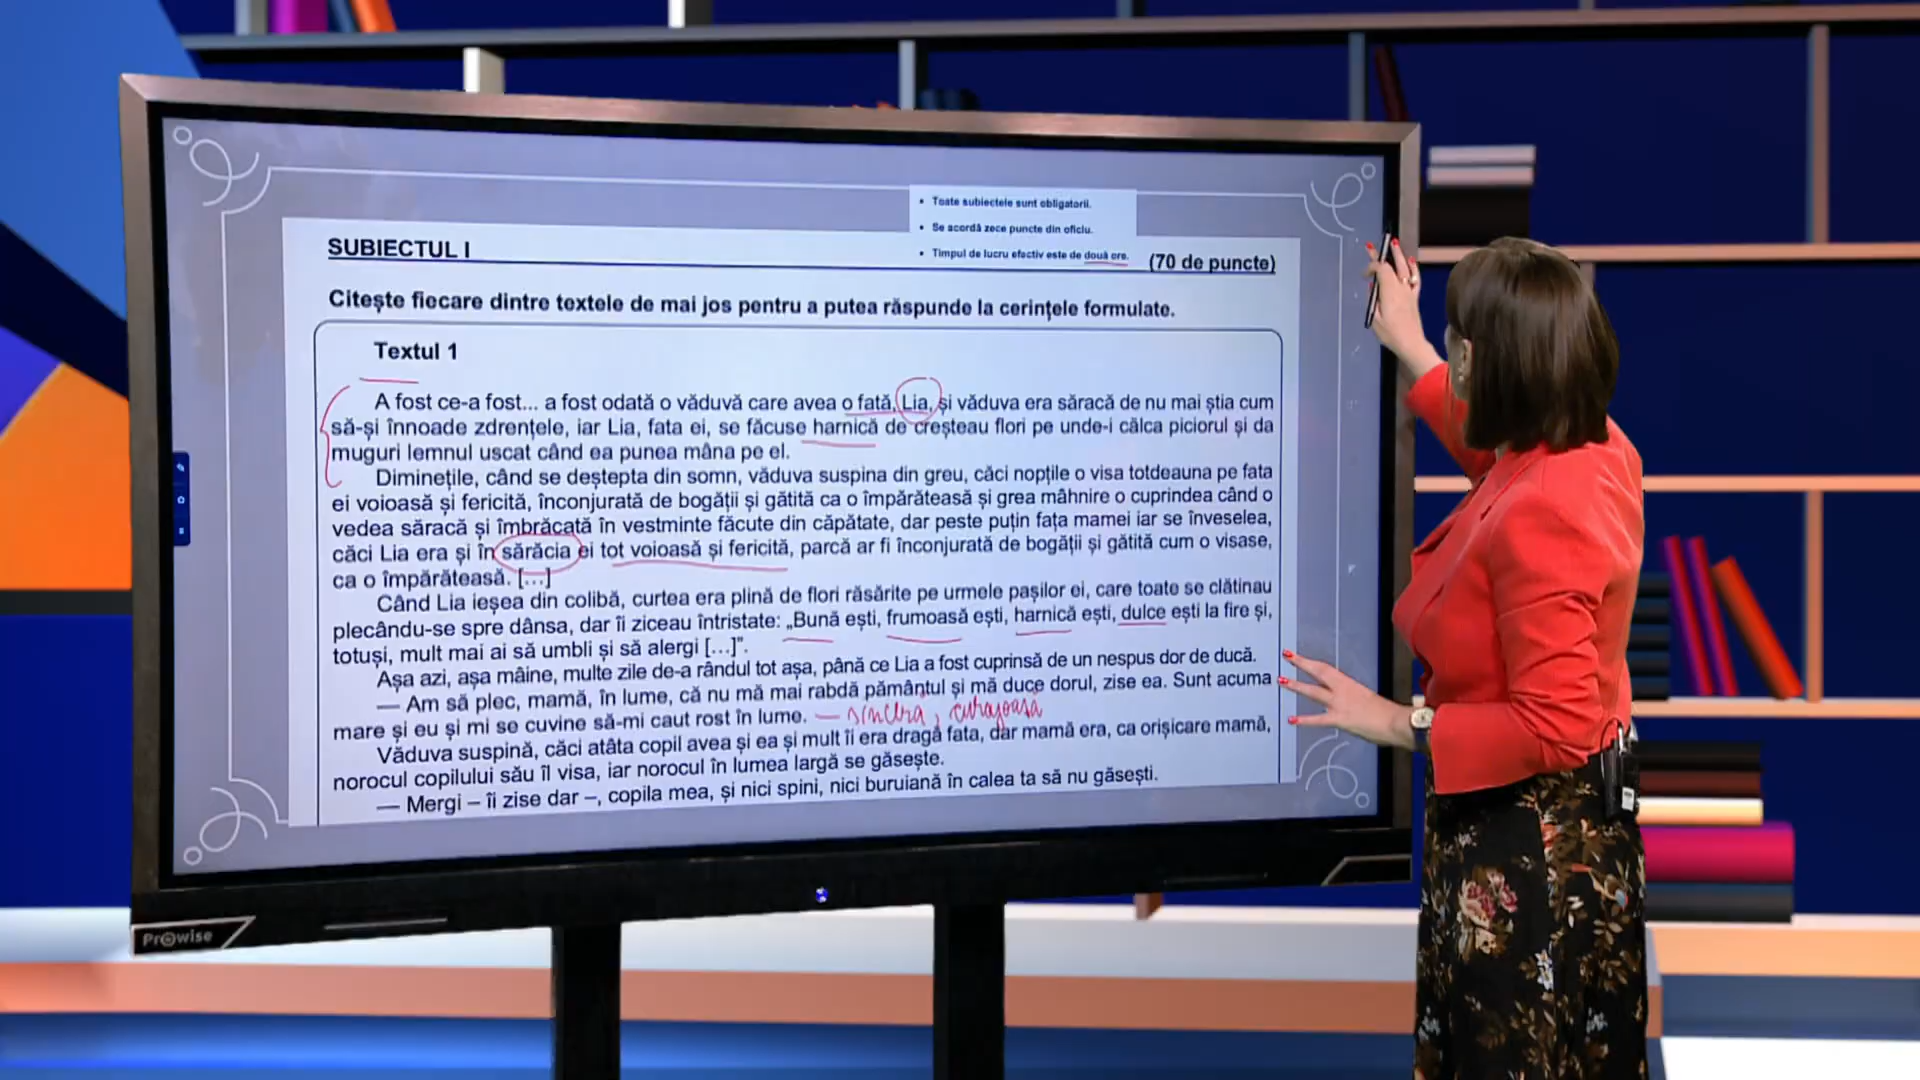 • Toate subiectele sunt obligatorii.
• Se acordă zece puncte din oficiu.
• Timpul de lucru efectiv este de două ore.
SUBIECTUL I
(70 de puncte)
Citește fiecare dintre textele de mai jos pentru a putea răspunde la cerințele formulate.
Textul 1
A fost ce-a fost... a fost odată o văduvă care avea o fată, Lia, și văduva era săracă de nu mai știa cum
să-și înnoade zdrențele, iar Lia, fata ei, se făcuse harnică de creșteau flori pe unde-i călca piciorul și da
muguri lemnul uscat când ea punea mâna pe el.
Diminețile, când se deștepta din somn, văduva suspina din greu, căci nopțile o visa totdeauna pe fata
ei voioasă și fericită, înconjurată de bogății și gătită ca o împărăteasă și grea mâhnire o cuprindea când o
vedea săracă și îmbrăcată în vestminte făcute din căpătate, dar peste puțin fața mamei iar se înveselea,
căci Lia era și în sărăcia ei tot voioasă și fericită, parcă ar fi înconjurată de bogății și gătită cum o visase,
ca o împărăteasă. [...]
Când Lia ieșea din colibă, curtea era plină de flori răsărite pe urmele pașilor ei, care toate se clătinau
plecându-se spre dânsa, dar îi ziceau întristate: „Bună ești, frumoasă ești, harnică ești, dulce ești la fire și,
totuși, mult mai ai să umbli și să alergi [...]”.
Așa azi, așa mâine, multe zile de-a rândul tot așa, până ce Lia a fost cuprinsă de un nespus dor de ducă.
— Am să plec, mamă, în lume, că nu mă mai rabdă pământul și mă duce dorul, zise ea. Sunt acuma
mare și eu și mi se cuvine să-mi caut rost în lume. — sinceră, curajoasă
Văduva suspină, căci atâta copil avea și ea și mult îi era dragă fata, dar mamă era, ca orișicare mamă,
norocul copilului său îl visa, iar norocul în lumea largă se găsește.
— Mergi – îi zise dar –, copila mea, și nici spini, nici buruiană în calea ta să nu găsești.
Prowise